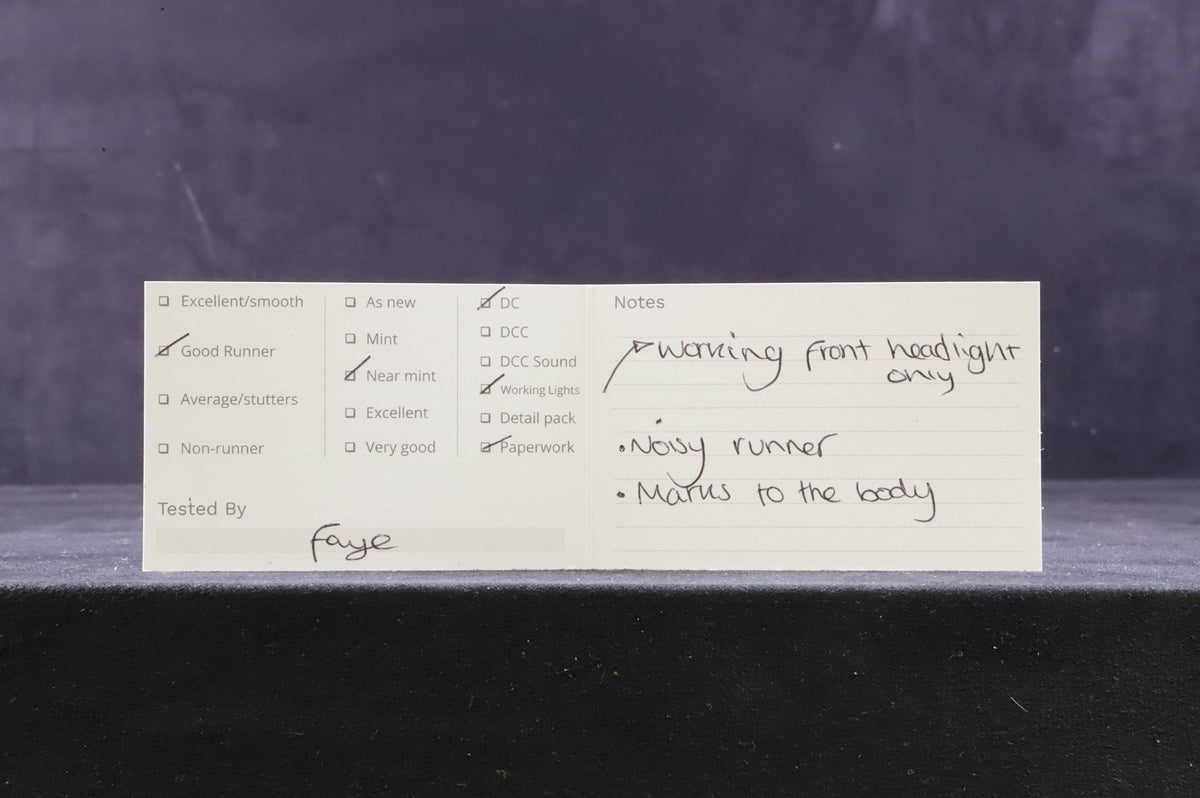 Excellent/smooth
Good Runner
Average/stutters
Non-runner
As new
Mint
Near mint
Excellent
Very good
DC
DCC
DCC Sound
Working Lights
Detail pack
Paperwork
Tested By
Faye
Notes
Working front headlight
only
• Noisy runner
• Marks to the body